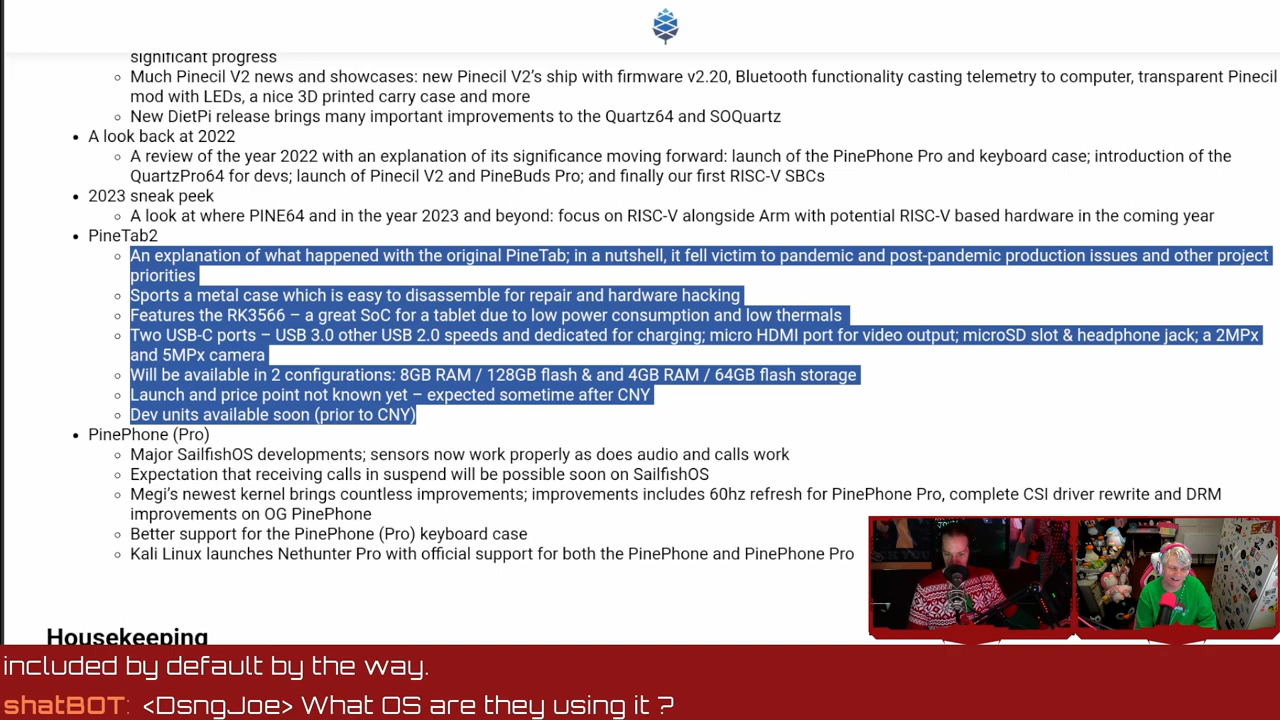 significant progress
Much Pinecil V2 news and showcases: new Pinecil V2's ship with firmware v2.20, Bluetooth functionality casting telemetry to computer, transparent Pinecil
mod with LEDs, a nice 3D printed carry case and more
New DietPi release brings many important improvements to the Quartz64 and SOQuartz
A look back at 2022
A review of the year 2022 with an explanation of its significance moving forward: launch of the PinePhone Pro and keyboard case; introduction of the
QuartzPro64 for devs; launch of Pinecil V2 and PineBuds Pro; and finally our first RISC-V SBCs
2023 sneak peek
A look at where PINE64 and in the year 2023 and beyond: focus on RISC-V alongside Arm with potential RISC-V based hardware in the coming year
PineTab2
An explanation of what happened with the original PineTab; in a nutshell, it fell victim to pandemic and post-pandemic production issues and other project
priorities
Sports a metal case which is easy to disassemble for repair and hardware hacking
Features the RK3566 – a great SoC for a tablet due to low power consumption and low thermals
Two USB-C ports – USB 3.0 other USB 2.0 speeds and dedicated for charging; micro HDMI port for video output; microSD slot & headphone jack; a 2MPx
and 5MPx camera
Will be available in 2 configurations: 8GB RAM / 128GB flash & and 4GB RAM / 64GB flash storage
Launch and price point not known yet – expected sometime after CNY
Dev units available soon (prior to CNY)
PinePhone (Pro)
Major SailfishOS developments; sensors now work properly as does audio and calls work
Expectation that receiving calls in suspend will be possible soon on SailfishOS
Megi's newest kernel brings countless improvements; improvements includes 60hz refresh for PinePhone Pro, complete CSI driver rewrite and DRM
improvements on OG PinePhone
Better support for the PinePhone (Pro) keyboard case
Kali Linux launches Nethunter Pro with official support for both the PinePhone and PinePhone Pro
Housekeeping
included by default by the way.
shatBOT: <DsngJoe> What OS are they using it ?